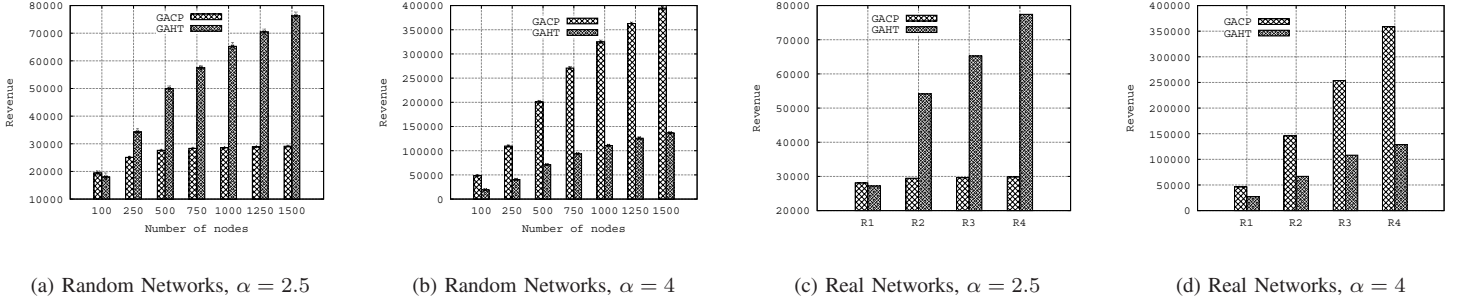 80000
70000
60000
50000
40000
30000
20000
10000
Revenue
GACP
GAHT
100 250 500 750 1000 1250 1500
Number of nodes
(a) Random Networks, α = 2.5
400000
350000
300000
250000
200000
150000
100000
50000
0
Revenue
GACP
GAHT
100 250 500 750 1000 1250 1500
Number of nodes
(b) Random Networks, α = 4
80000
70000
60000
50000
40000
30000
20000
Revenue
GACP
GAHT
R1 R2 R3 R4
(c) Real Networks, α = 2.5
400000
350000
300000
250000
200000
150000
100000
50000
0
Revenue
GACP
GAHT
R1 R2 R3 R4
(d) Real Networks, α = 4